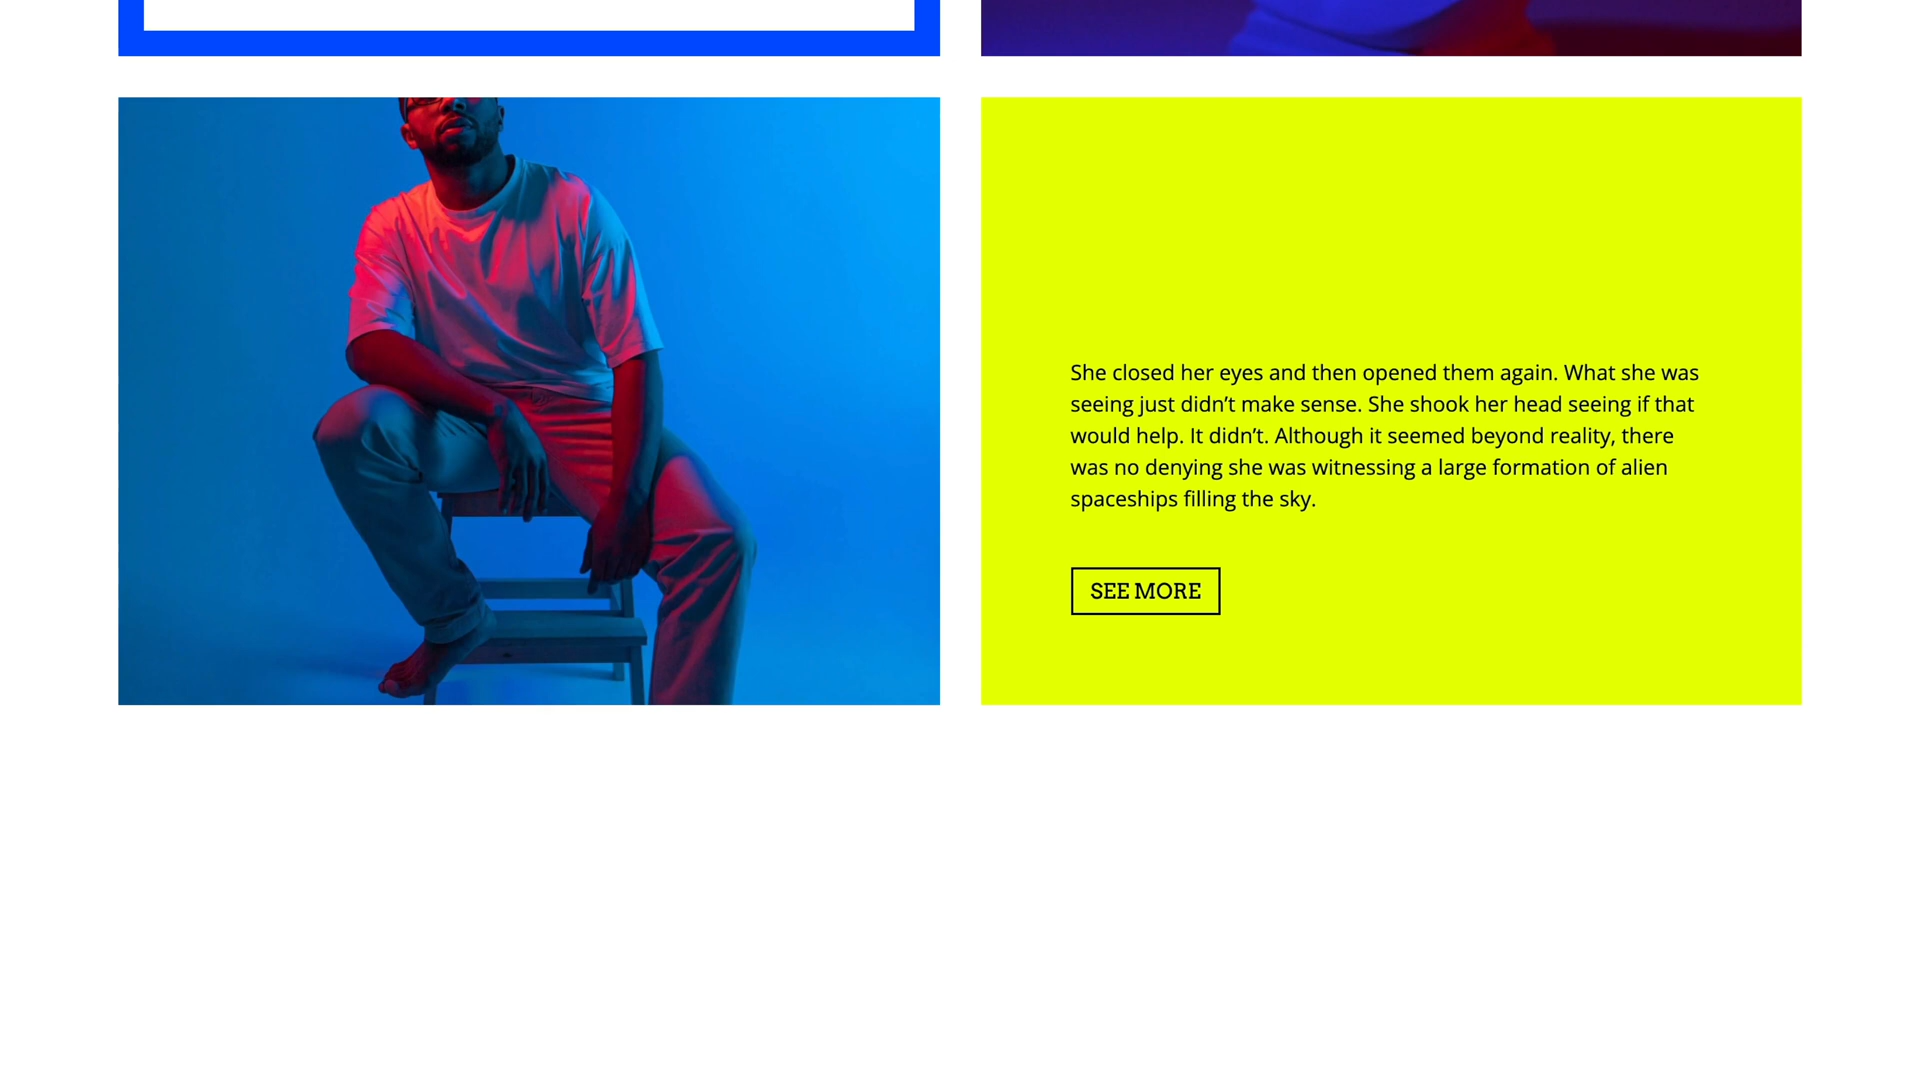 She closed her eyes and then opened them again. What she was
seeing just didn’t make sense. She shook her head seeing if that
would help. It didn’t. Although it seemed beyond reality, there
was no denying she was witnessing a large formation of alien
spaceships filling the sky.
SEE MORE